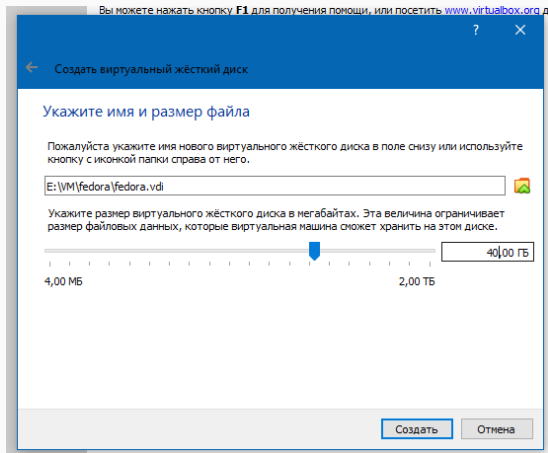 Вы можете нажать кнопку F1 для получения помощи, или посетить www.virtualbox.org д
?
Создать виртуальный жёсткий диск
Укажите имя и размер файла
Пожалуйста укажите имя нового виртуального жёсткого диска в поле снизу или используйте
кнопку с иконкой папки справа от него.
E:\VM\fedora\fedora.vdi
Укажите размер виртуального жёсткого диска в мегабайтах. Эта величина ограничивает
размер файловых данных, которые виртуальная машина сможет хранить на этом диске.
40,00 ГБ
4,00 МБ 2,00 ТБ
Создать Отмена